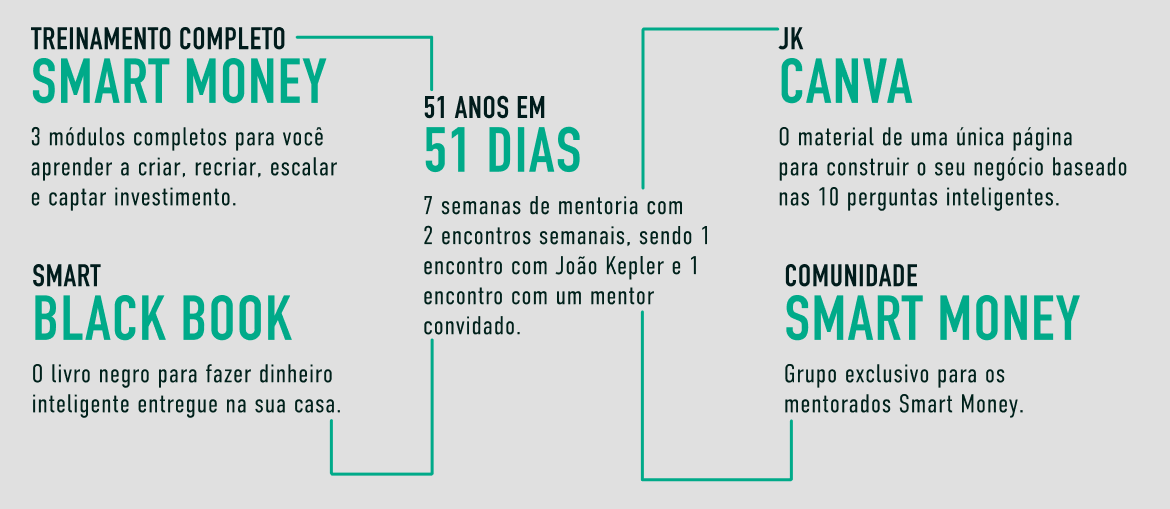 TREINAMENTO COMPLETO
SMART MONEY
3 módulos completos para você
aprender a criar, recriar, escalar
e captar investimento.
SMART
BLACK BOOK
O livro negro para fazer dinheiro
inteligente entregue na sua casa.
51 ANOS EM
51 DIAS
7 semanas de mentoria com
2 encontros semanais, sendo 1
encontro com João Kepler e 1
encontro com um mentor
convidado.
JK
CANVA
O material de uma única página
para construir o seu negócio baseado
nas 10 perguntas inteligentes.
COMUNIDADE
SMART MONEY
Grupo exclusivo para os
mentorados Smart Money.